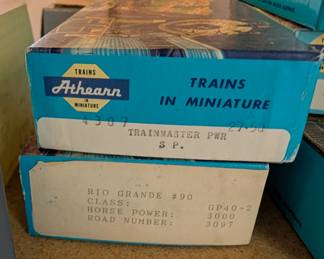 TRAINS
Athearn
IN
MINIATURE
TRAINS
IN MINIATURE
4307 27.50
TRAINMASTER PWR
S P.
RIO GRANDE #90
CLASS: GP40-2
HORSE POWER: 3000
ROAD NUMBER: 3097